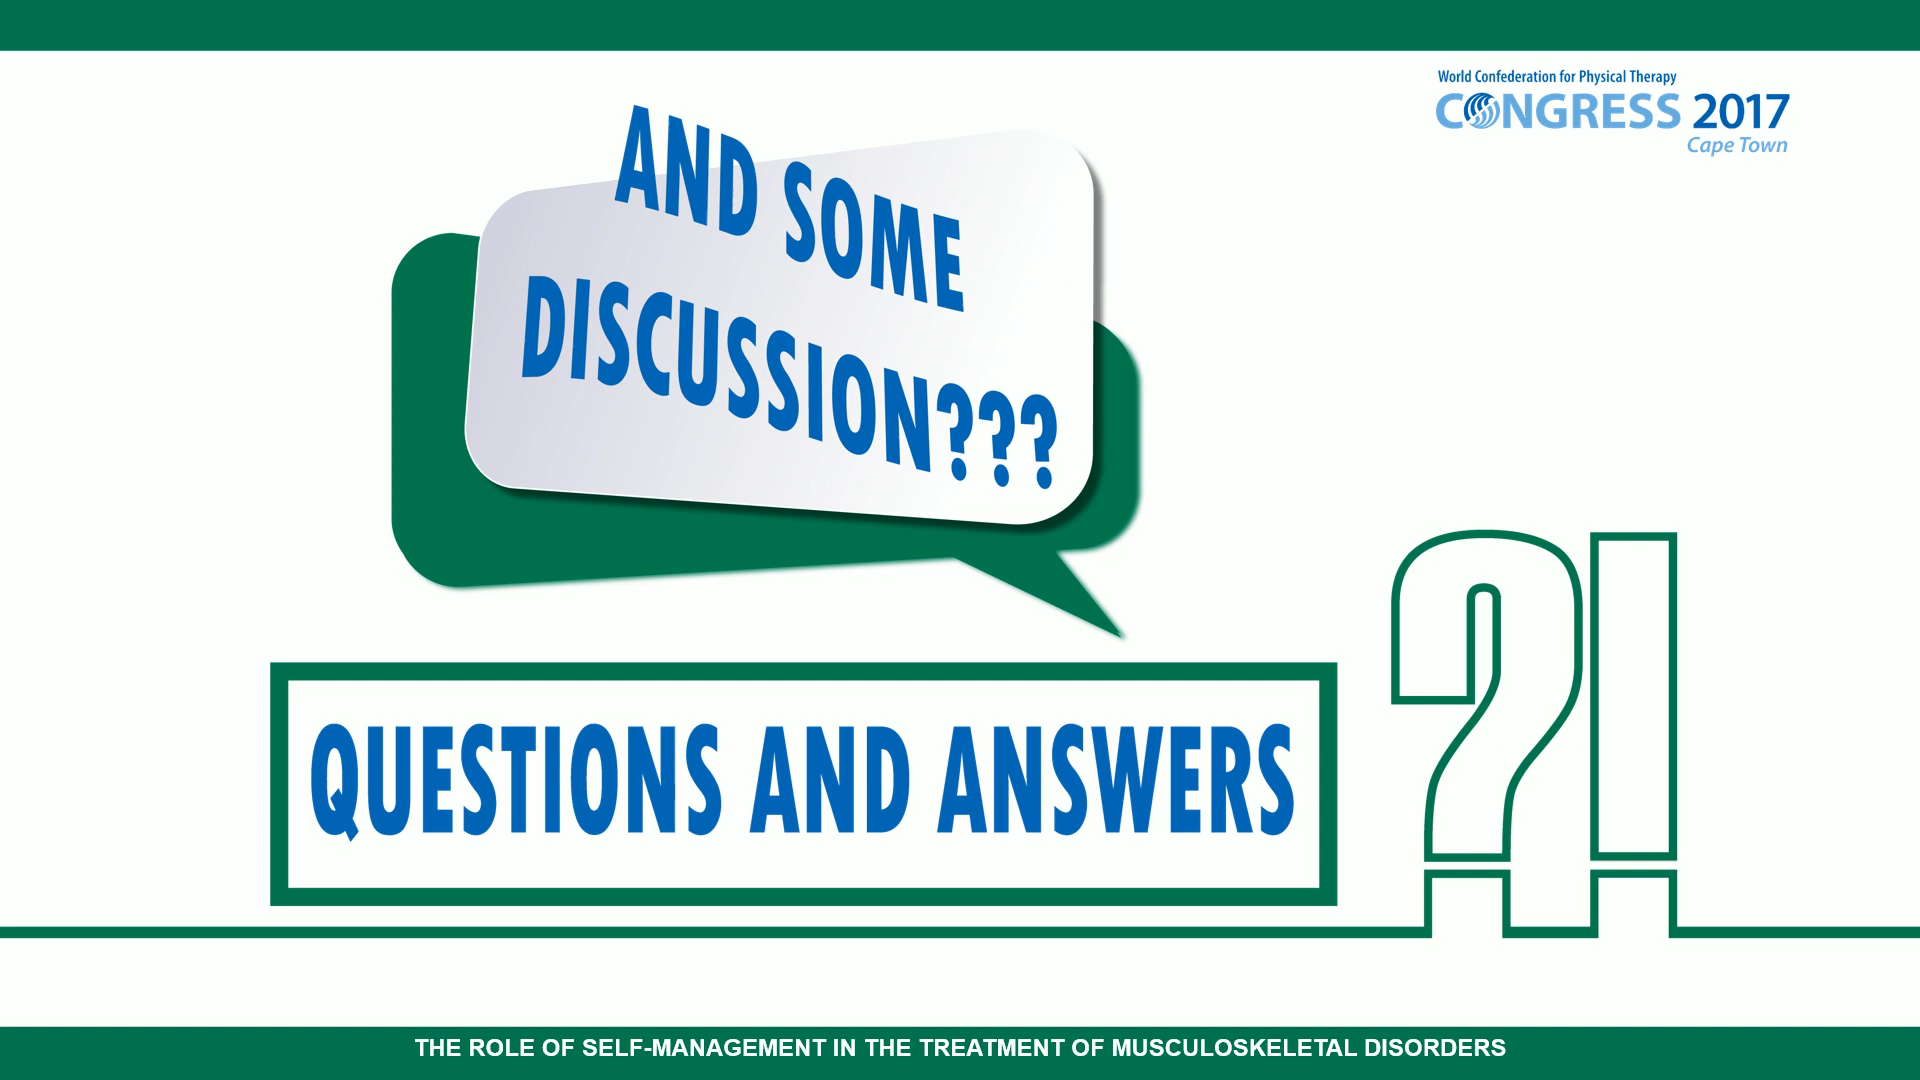 World Confederation for Physical Therapy
CONGRESS 2017
Cape Town
AND SOME
DISCUSSION???
QUESTIONS AND ANSWERS
?!
THE ROLE OF SELF-MANAGEMENT IN THE TREATMENT OF MUSCULOSKELETAL DISORDERS